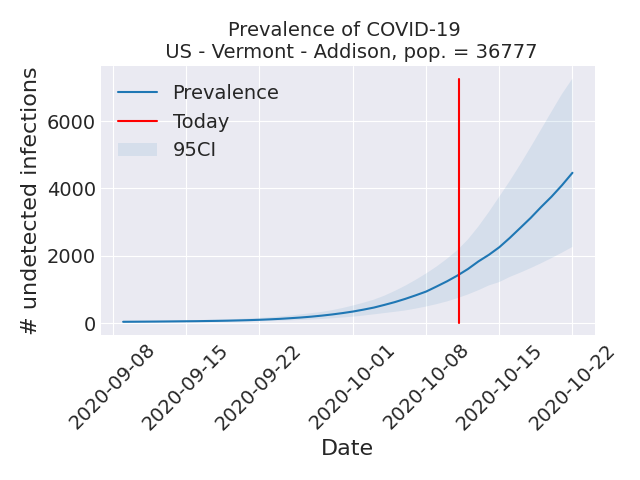 Prevalence of COVID-19
US - Vermont - Addison, pop. = 36777
# undetected infections
6000
4000
2000
0
Prevalence
Today
95CI
2020-09-08
2020-09-15
2020-09-22
2020-10-01
2020-10-08
2020-10-15
2020-10-22
Date